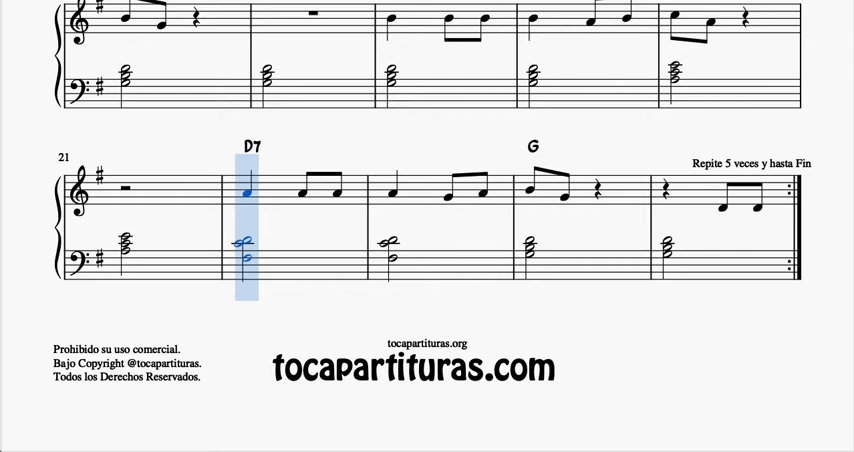 D7
G
21
Repite 5 veces y hasta Fin
tocapartituras.org
Prohibido su uso comercial.
Bajo Copyright @tocapartituras.
Todos los Derechos Reservados.
tocapartituras.com